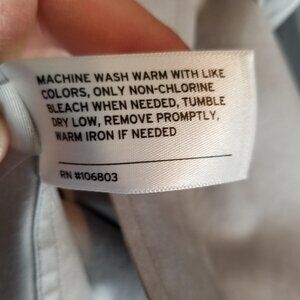 MACHINE WASH WARM WITH LIKE
COLORS, ONLY NON-CHLORINE
BLEACH WHEN NEEDED, TUMBLE
DRY LOW, REMOVE PROMPTLY,
WARM IRON IF NEEDED
RN #106803